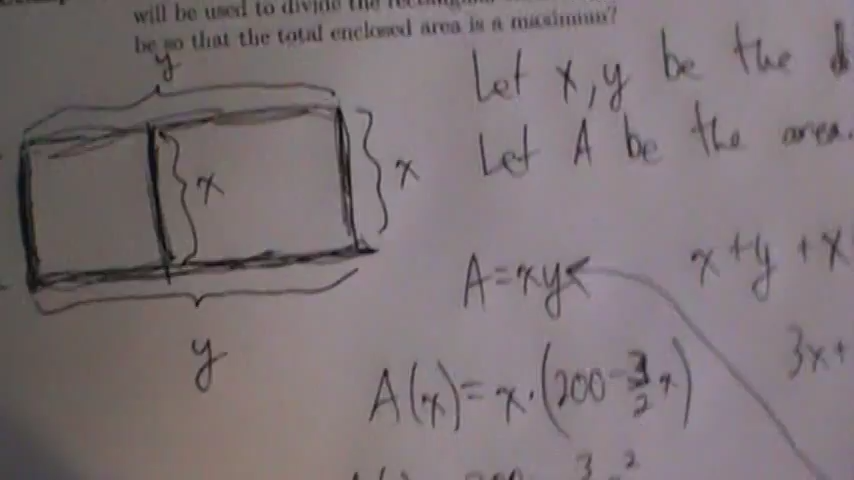 will be used to divide the
be so that the total enclosed area is a maximum?
y
x
x
y
Let x, y be the
Let A be the area.
A = xy
x + y + x
3x +
A(x) = x · (200 - 3/2 x)